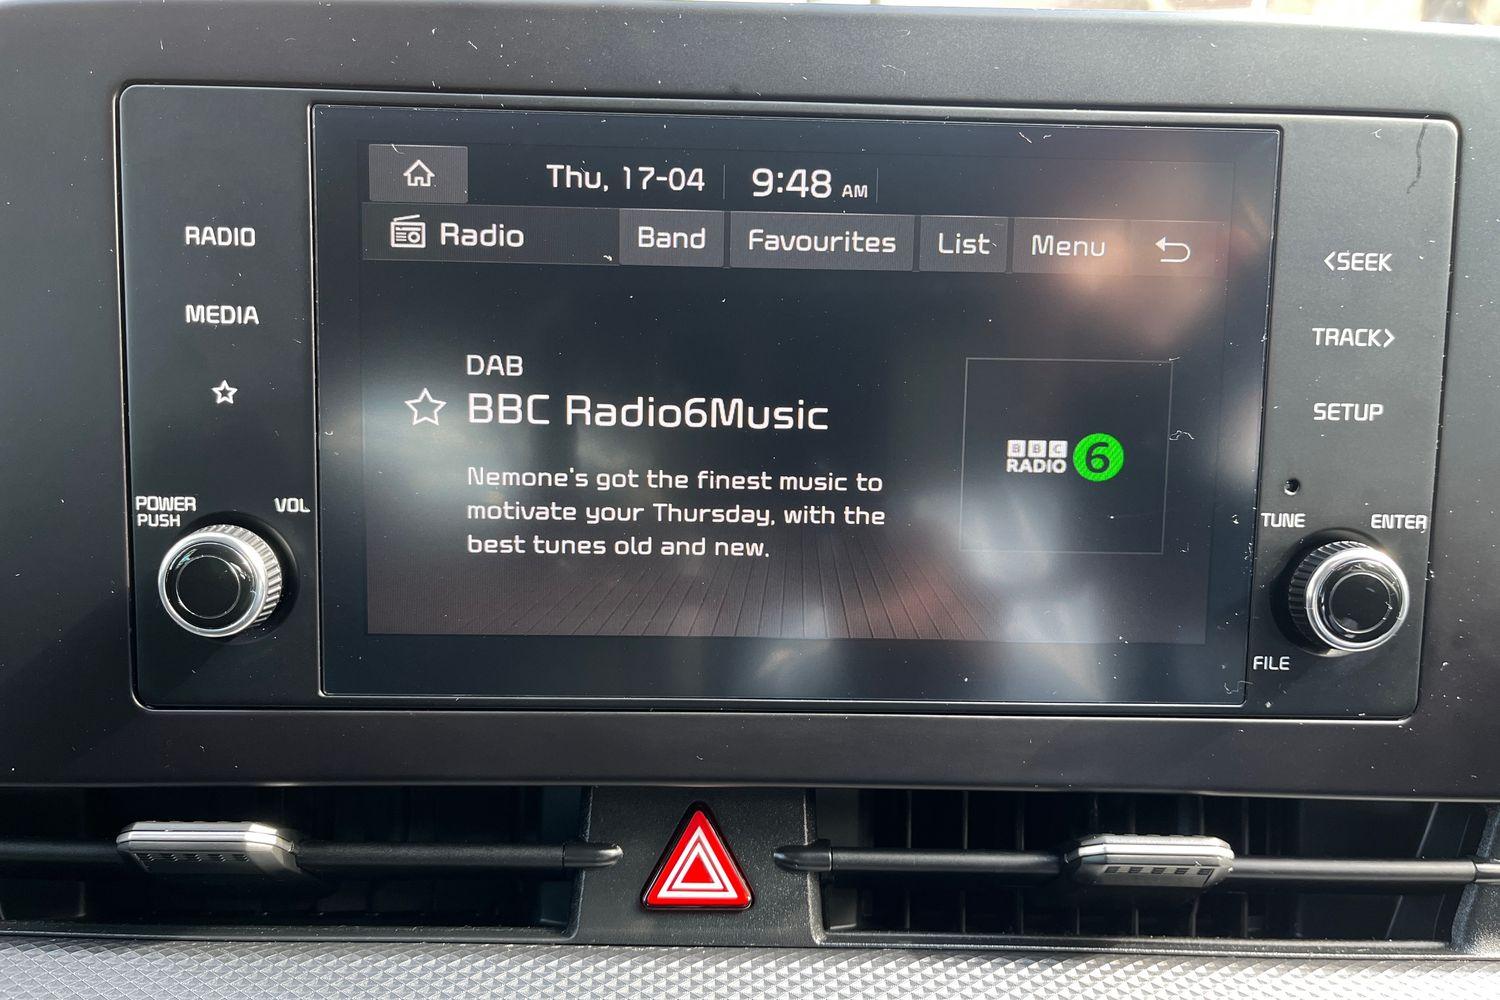 Thu, 17-04 9:48 AM
Radio Band Favourites List Menu
RADIO
MEDIA
POWER
PUSH
VOL
DAB
BBC Radio6Music
Nemone's got the finest music to
motivate your Thursday, with the
best tunes old and new.
BBC
RADIO 6
<SEEK
TRACK>
SETUP
TUNE
ENTER
FILE